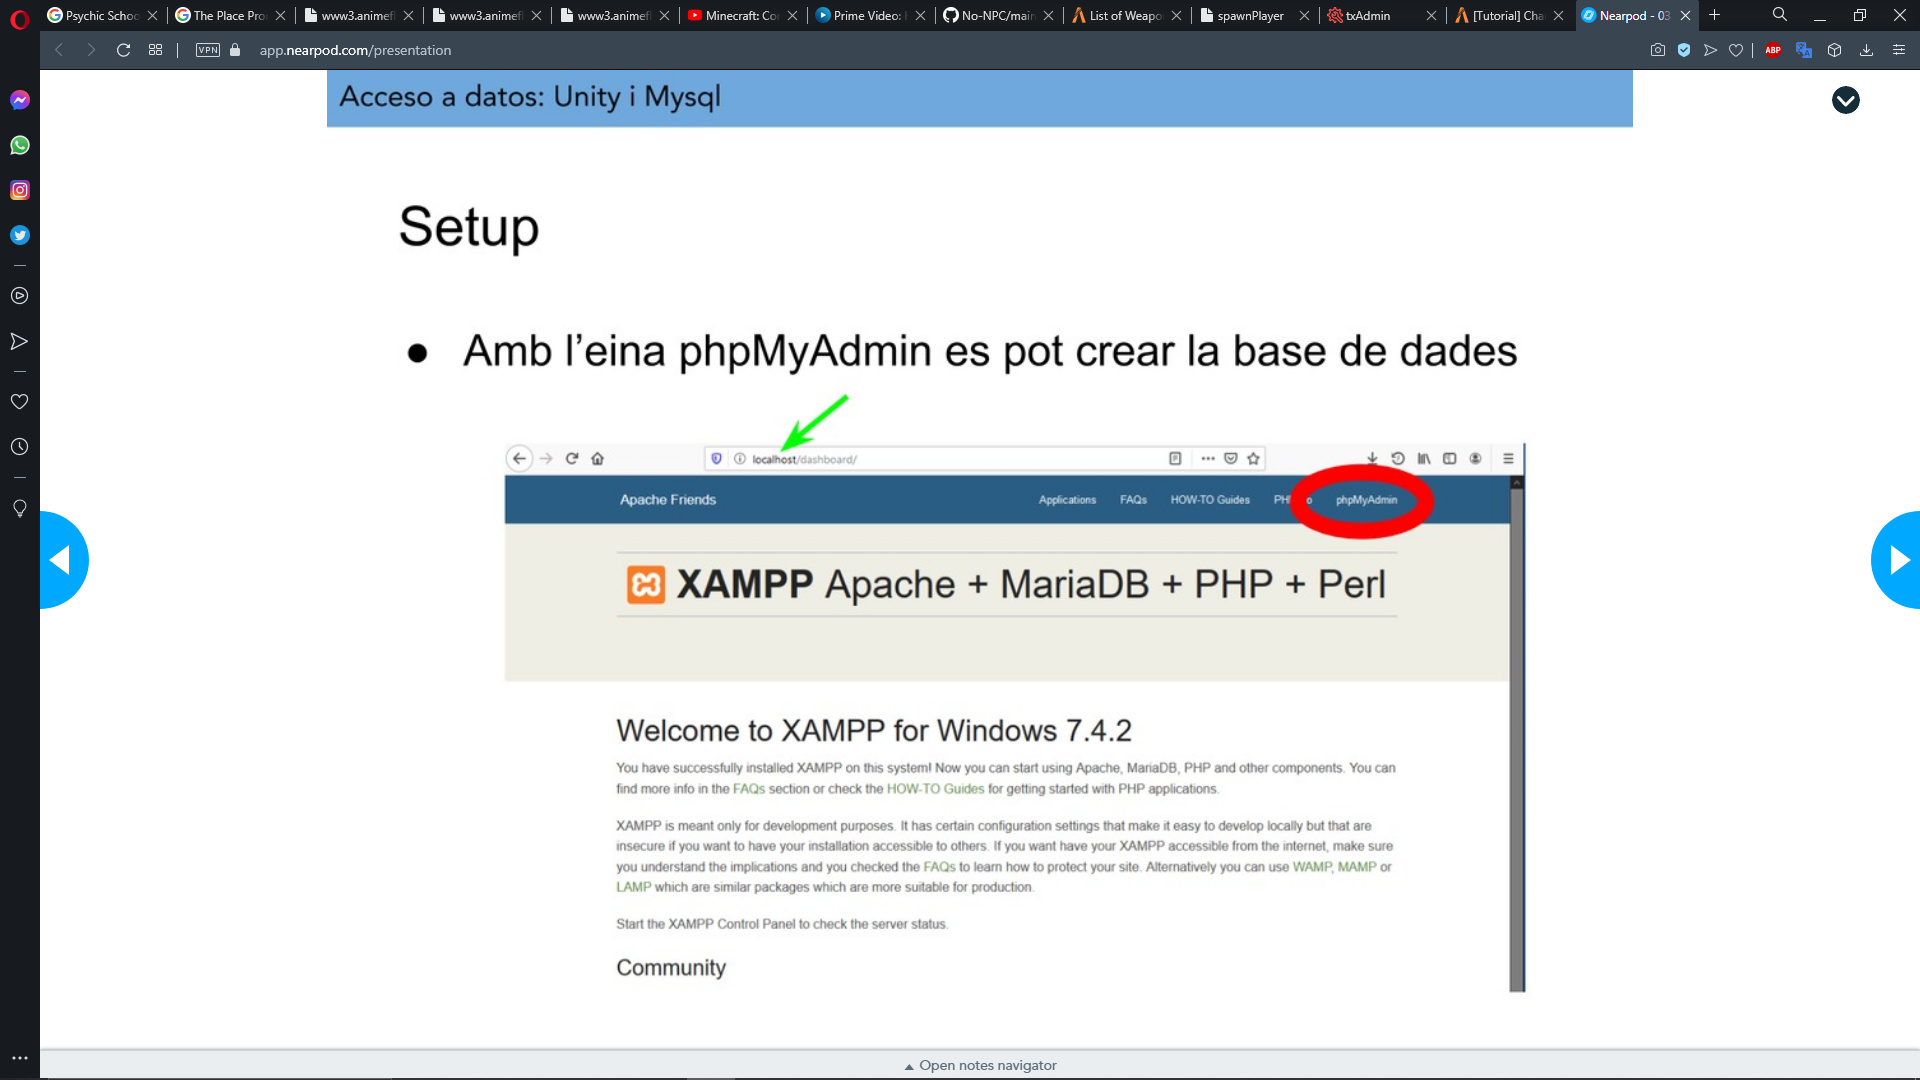 Psychic Schoo
The Place Pro
www3.animefl
www3.animefl
www3.animefl
Minecraft: Co
Prime Video:
No-NPC/main
List of Weapo
spawnPlayer
txAdmin
[Tutorial] Cha
Nearpod - 03
VPN
app.nearpod.com/presentation
ABP
Acceso a datos: Unity i Mysql
Setup
● Amb l’eina phpMyAdmin es pot crear la base de dades
localhost/dashboard/
Apache Friends
Applications
FAQs
HOW-TO Guides
phpMyAdmin
XAMPP Apache + MariaDB + PHP + Perl
Welcome to XAMPP for Windows 7.4.2
You have successfully installed XAMPP on this system! Now you can start using Apache, MariaDB, PHP and other components. You can
find more info in the FAQs section or check the HOW-TO Guides for getting started with PHP applications.
XAMPP is meant only for development purposes. It has certain configuration settings that make it easy to develop locally but that are
insecure if you want to have your installation accessible to others. If you want have your XAMPP accessible from the internet, make sure
you understand the implications and you checked the FAQs to learn how to protect your site. Alternatively you can use WAMP, MAMP or
LAMP which are similar packages which are more suitable for production.
Start the XAMPP Control Panel to check the server status.
Community
Open notes navigator